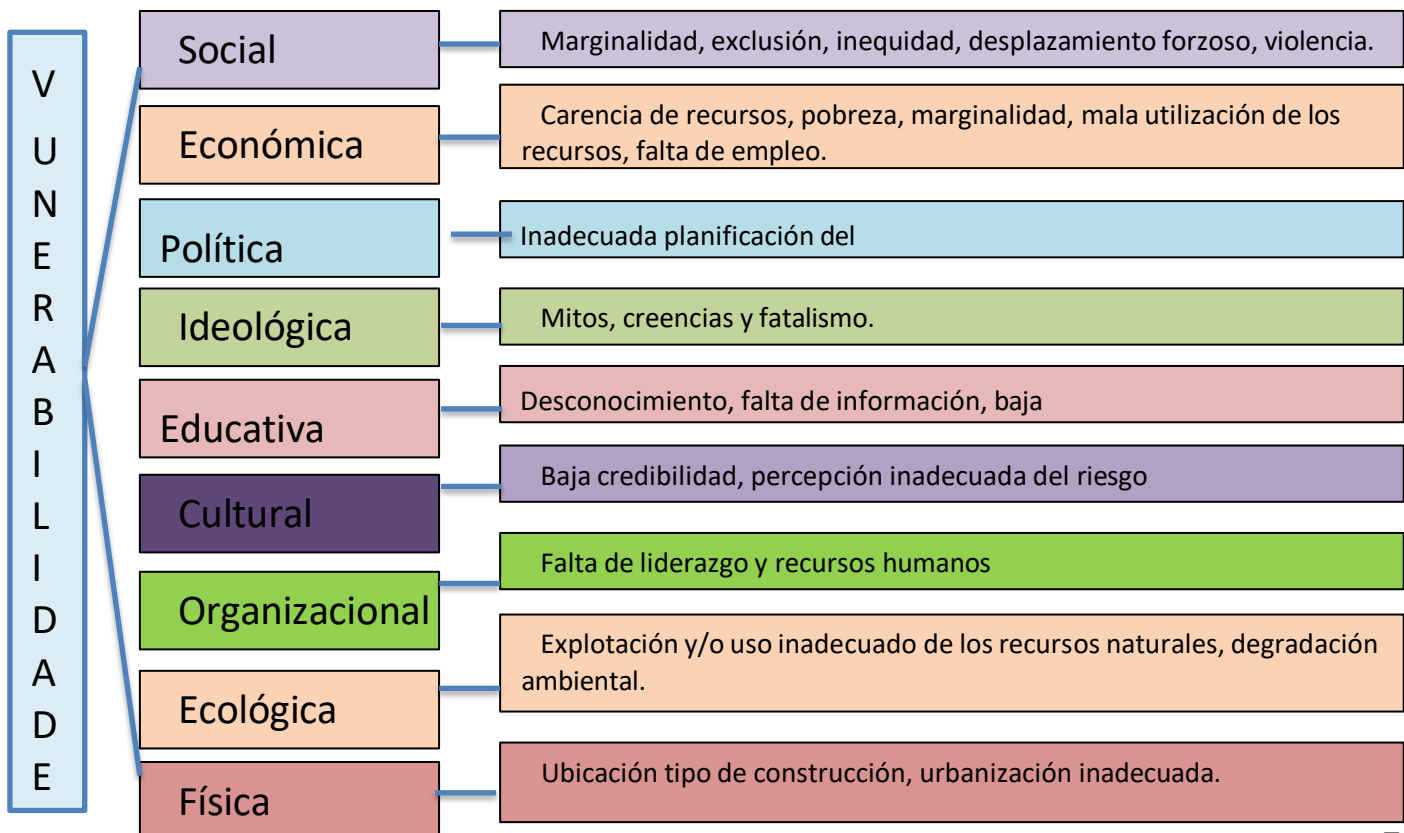 V
U
N
E
R
A
B
I
L
I
D
A
D
E
Social
Marginalidad, exclusión, inequidad, desplazamiento forzoso, violencia.
Económica
Carencia de recursos, pobreza, marginalidad, mala utilización de los
recursos, falta de empleo.
Política
Inadecuada planificación del
Ideológica
Mitos, creencias y fatalismo.
Educativa
Desconocimiento, falta de información, baja
Cultural
Baja credibilidad, percepción inadecuada del riesgo
Organizacional
Falta de liderazgo y recursos humanos
Ecológica
Explotación y/o uso inadecuado de los recursos naturales, degradación
ambiental.
Física
Ubicación tipo de construcción, urbanización inadecuada.